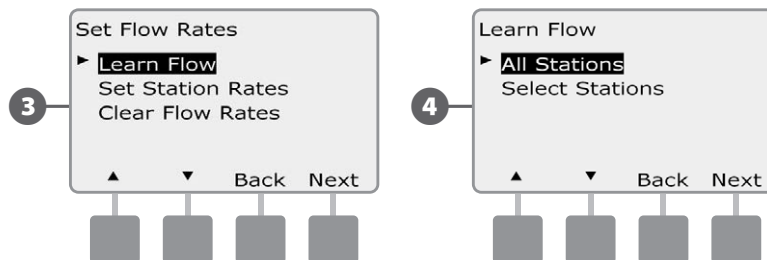 3
Set Flow Rates
► Learn Flow
Set Station Rates
Clear Flow Rates
▲ ▼ Back Next
4
Learn Flow
► All Stations
Select Stations
▲ ▼ Back Next